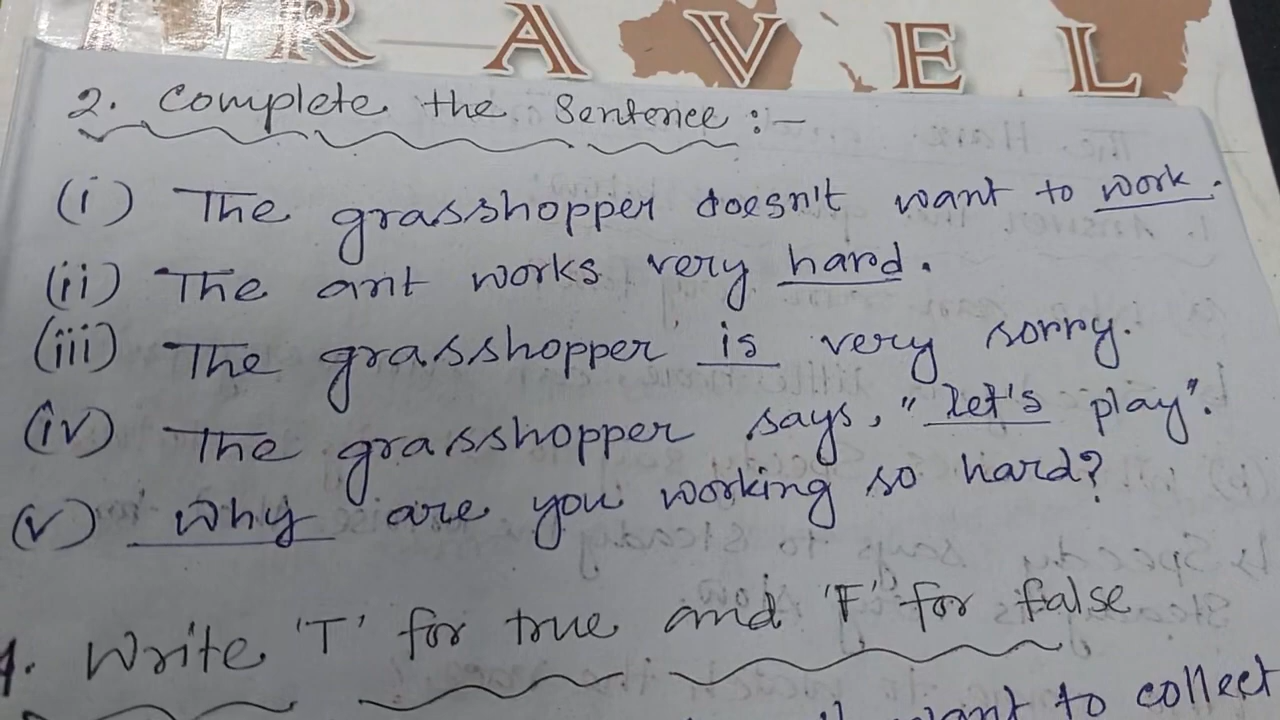 TRAVEL
2. Complete the Sentence :-
(i) The grasshopper doesn't want to work.
(ii) The ant works very hard.
(iii) The grasshopper is very sorry.
(iv) The grasshopper says, "let's play".
(v) Why are you working so hard?
4. Write 'T' for true and 'F' for false
want to collect